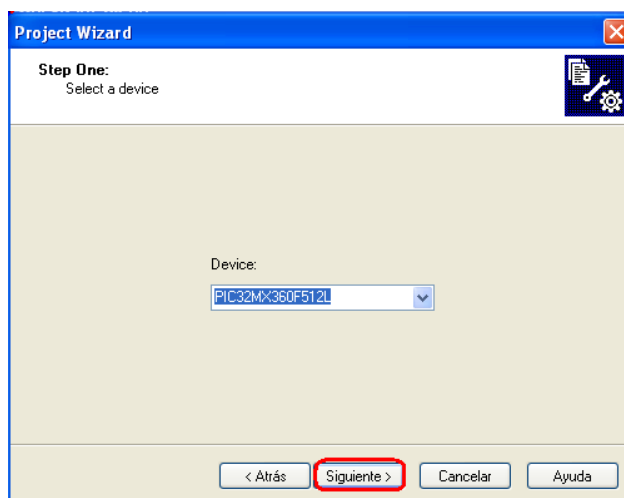 Project Wizard
Step One:
Select a device
Device:
PIC32MX360F512L
< Atrás Siguiente > Cancelar Ayuda